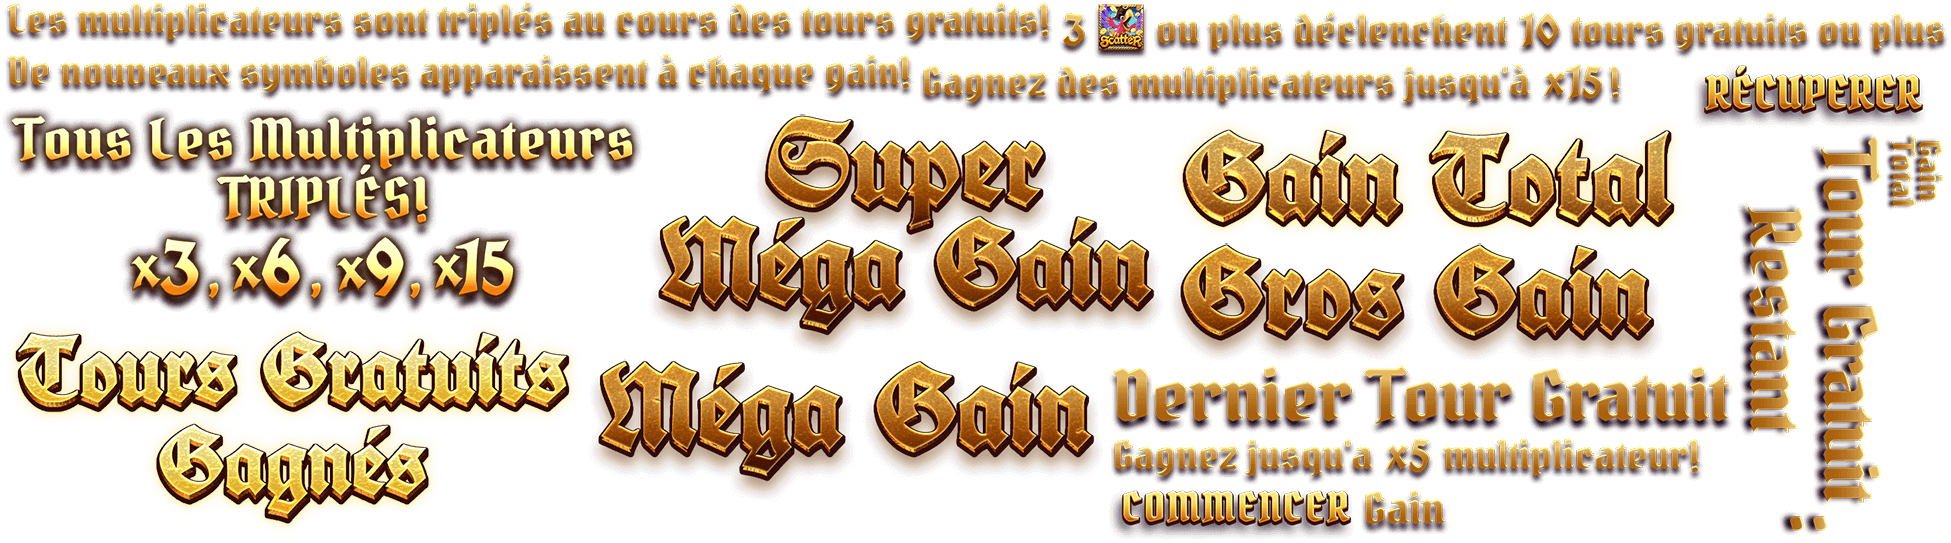 Les multiplicateurs sont triplés au cours des tours gratuits!
3 Scatter ou plus déclenchent 10 tours gratuits ou plus
De nouveaux symboles apparaissent à chaque gain!
Gagnez des multiplicateurs jusqu'à x15 !
RÉCUPERER
Tous Les Multiplicateurs
TRIPLÉS!
x3, x6, x9, x15
Super
Méga Gain
Gain Total
Gros Gain
Gain
Total
Tour Gratuit :
Restant
Tours Gratuits
Gagnés
Méga Gain
Dernier Tour Gratuit
Gagnez jusqu'a x5 multiplicateur!
COMMENCER
Gain